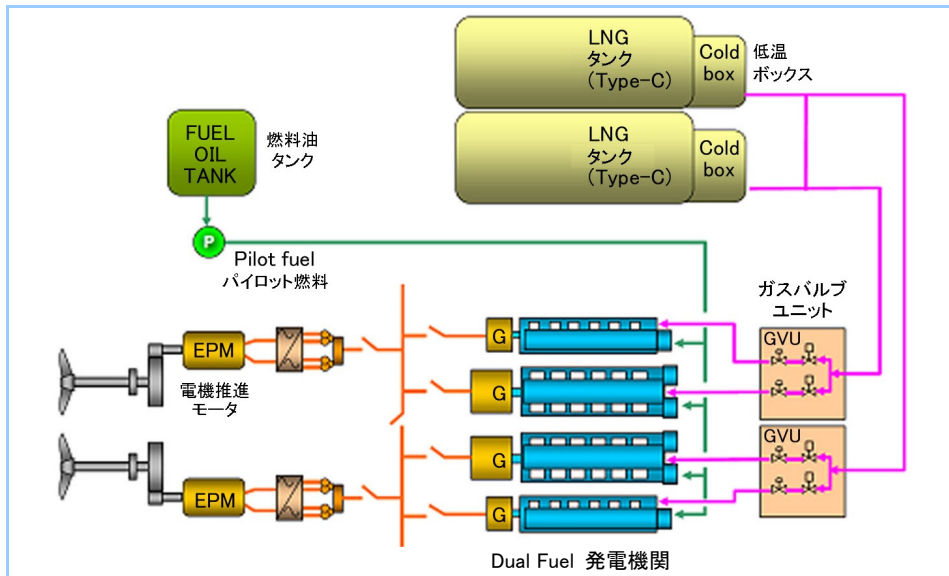 LNG
タンク
(Type-C)
Cold
box
低温
ボックス
LNG
タンク
(Type-C)
Cold
box
FUEL
OIL
TANK
燃料油
タンク
P
Pilot fuel
パイロット燃料
ガスバルブ
ユニット
GVU
EPM
G
電機推進
モータ
G
GVU
G
EPM
G
Dual Fuel 発電機関